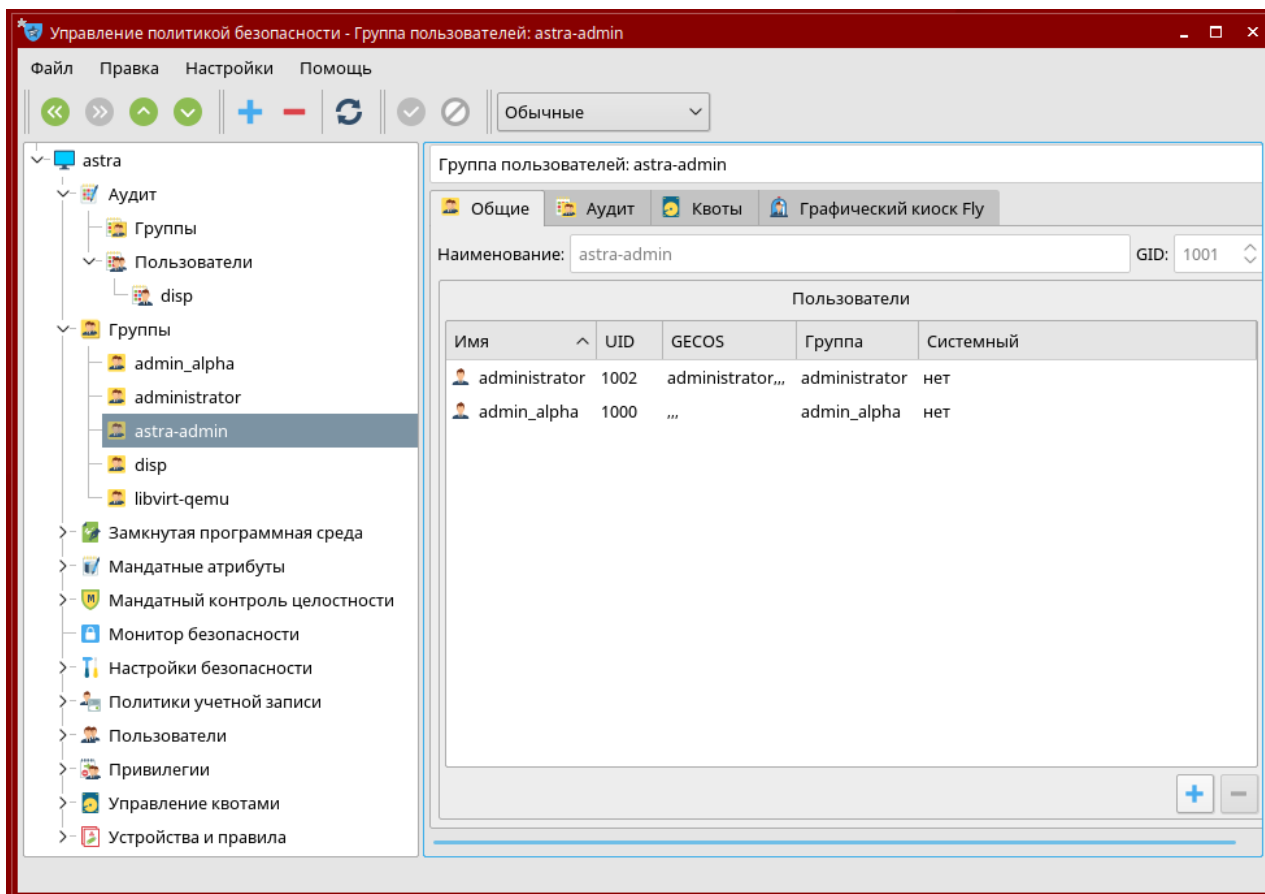 Управление политикой безопасности - Группа пользователей: astra-admin
Файл Правка Настройки Помощь
Обычные
astra
Аудит
Группы
Пользователи
disp
Группы
admin_alpha
administrator
astra-admin
disp
libvirt-qemu
Замкнутая программная среда
Мандатные атрибуты
Мандатный контроль целостности
Монитор безопасности
Настройки безопасности
Политики учетной записи
Пользователи
Привилегии
Управление квотами
Устройства и правила
Группа пользователей: astra-admin
Общие Аудит Квоты Графический киоск Fly
Наименование: astra-admin GID: 1001
Пользователи
Имя UID GECOS Группа Системный
administrator 1002 administrator,,, administrator нет
admin_alpha 1000 ,,, admin_alpha нет